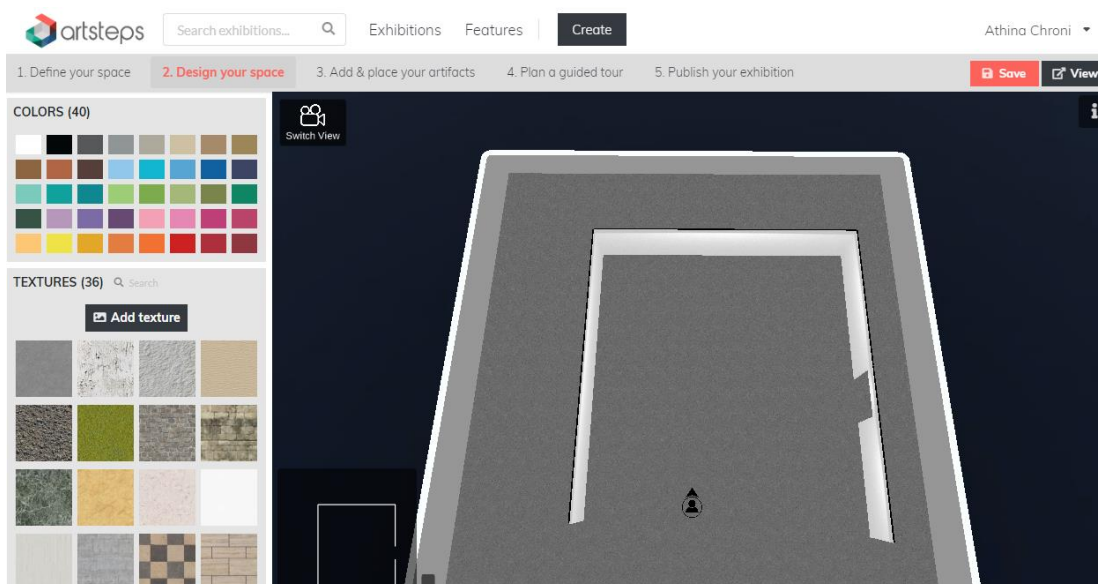 artsteps
Search exhibitions...
Exhibitions
Features
Create
Athina Chroni
1. Define your space
2. Design your space
3. Add & place your artifacts
4. Plan a guided tour
5. Publish your exhibition
Save
View
COLORS (40)
Switch View
i
TEXTURES (36)
Search
Add texture